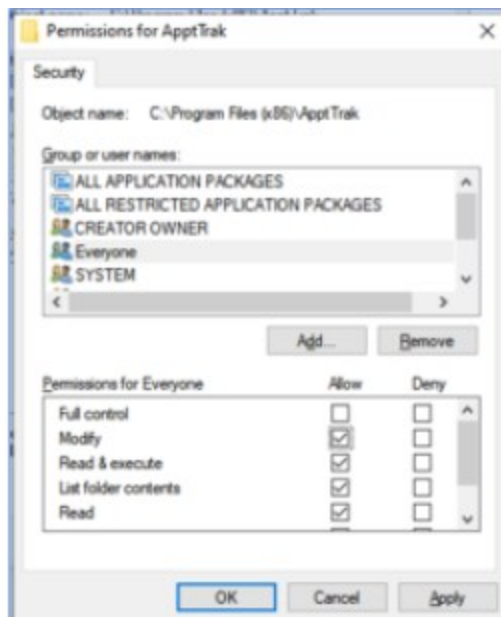 Permissions for ApptTrak
Security
Object name: C:\Program Files (x86)\ApptTrak
Group or user names:
ALL APPLICATION PACKAGES
ALL RESTRICTED APPLICATION PACKAGES
CREATOR OWNER
Everyone
SYSTEM
Add... Remove
Permissions for Everyone Allow Deny
Full control
Modify
Read & execute
List folder contents
Read
OK Cancel Apply